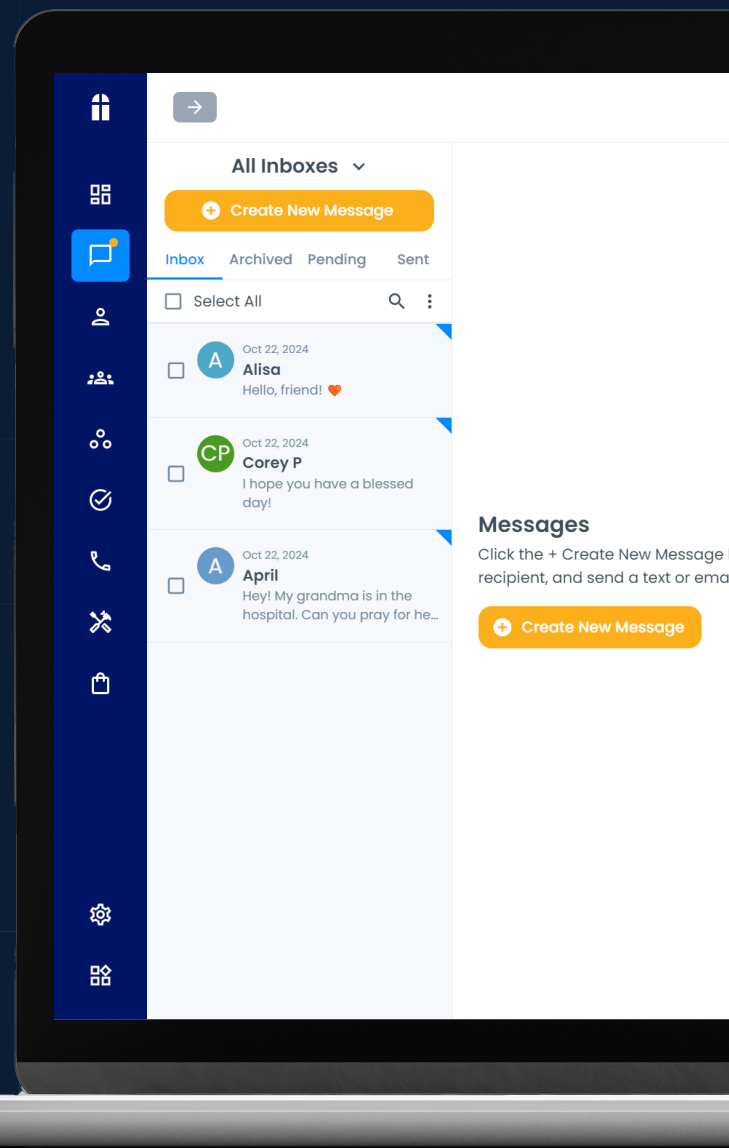 All Inboxes
Create New Message
Inbox Archived Pending Sent
Select All
Oct 22, 2024
A
Alisa
Hello, friend! 🧡
Oct 22, 2024
CP
Corey P
I hope you have a blessed
day!
Oct 22, 2024
A
April
Hey! My grandma is in the
hospital. Can you pray for he…
Messages
Click the + Create New Message
recipient, and send a text or
Create New Message